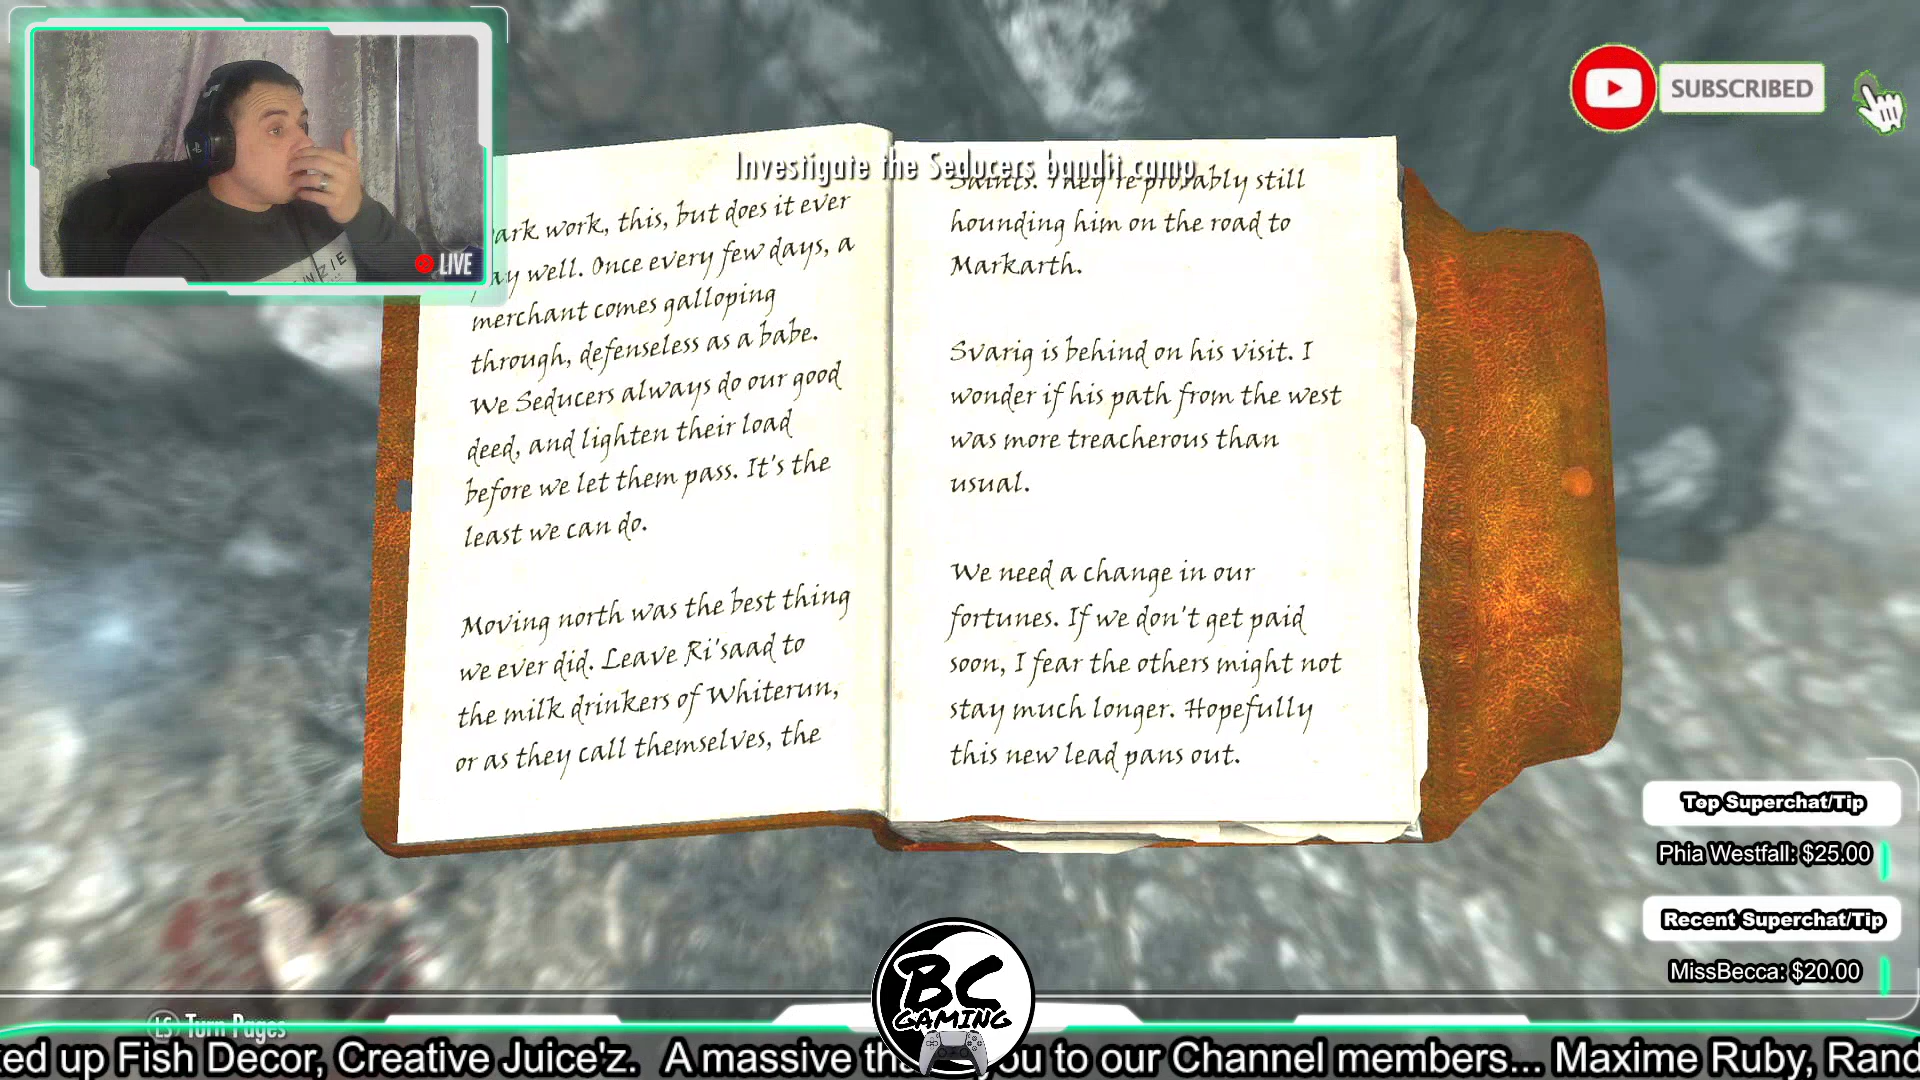 SUBSCRIBED
LIVE
Investigate the Seducers bandit camp
work, this, but does it ever
well. Once every few days, a
merchant comes galloping
through, defenseless as a babe.
We Seducers always do our good
deed, and lighten their load
before we let them pass. It's the
least we can do.
Moving north was the best thing
we ever did. Leave Ri'saad to
the milk drinkers of Whiterun,
or as they call themselves, the
Saints. They're probably still
hounding him on the road to
Markarth.
Svarig is behind on his visit. I
wonder if his path from the west
was more treacherous than
usual.
We need a change in our
fortunes. If we don't get paid
soon, I fear the others might not
stay much longer. Hopefully
this new lead pans out.
Top Superchat/Tip
Phia Westfall: $25.00
Recent Superchat/Tip
MissBecca: $20.00
LS Turn Pages
BC
GAMING
ked up Fish Decor, Creative Juice'z. A massive to our Channel members... Maxime Ruby, Rand